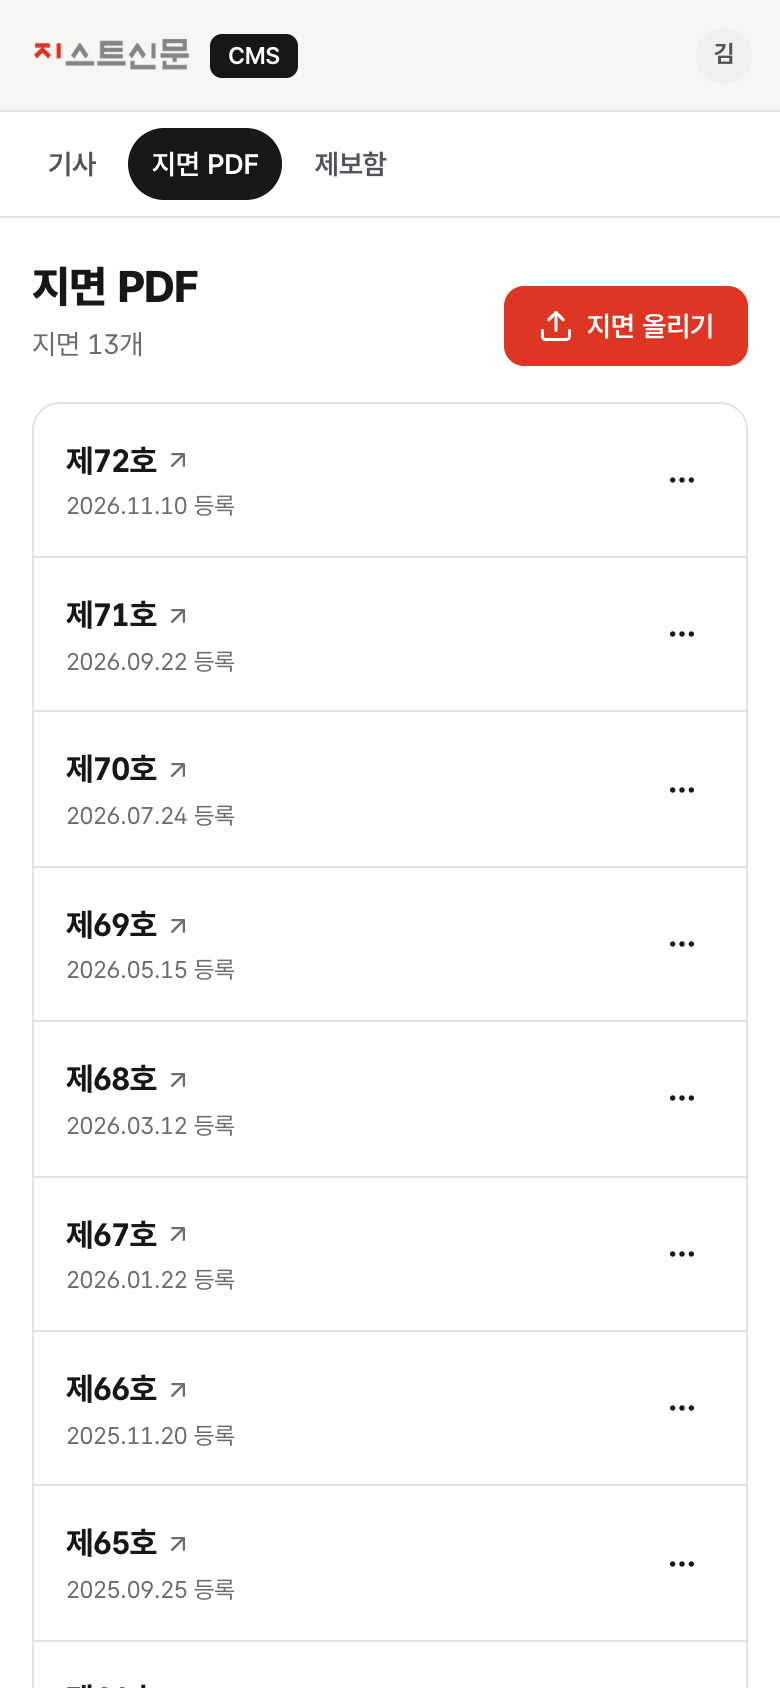 지스트신문 CMS 김
기사 지면 PDF 제보함
지면 PDF
지면 13개
지면 올리기
제72호
2026.11.10 등록
제71호
2026.09.22 등록
제70호
2026.07.24 등록
제69호
2026.05.15 등록
제68호
2026.03.12 등록
제67호
2026.01.22 등록
제66호
2025.11.20 등록
제65호
2025.09.25 등록